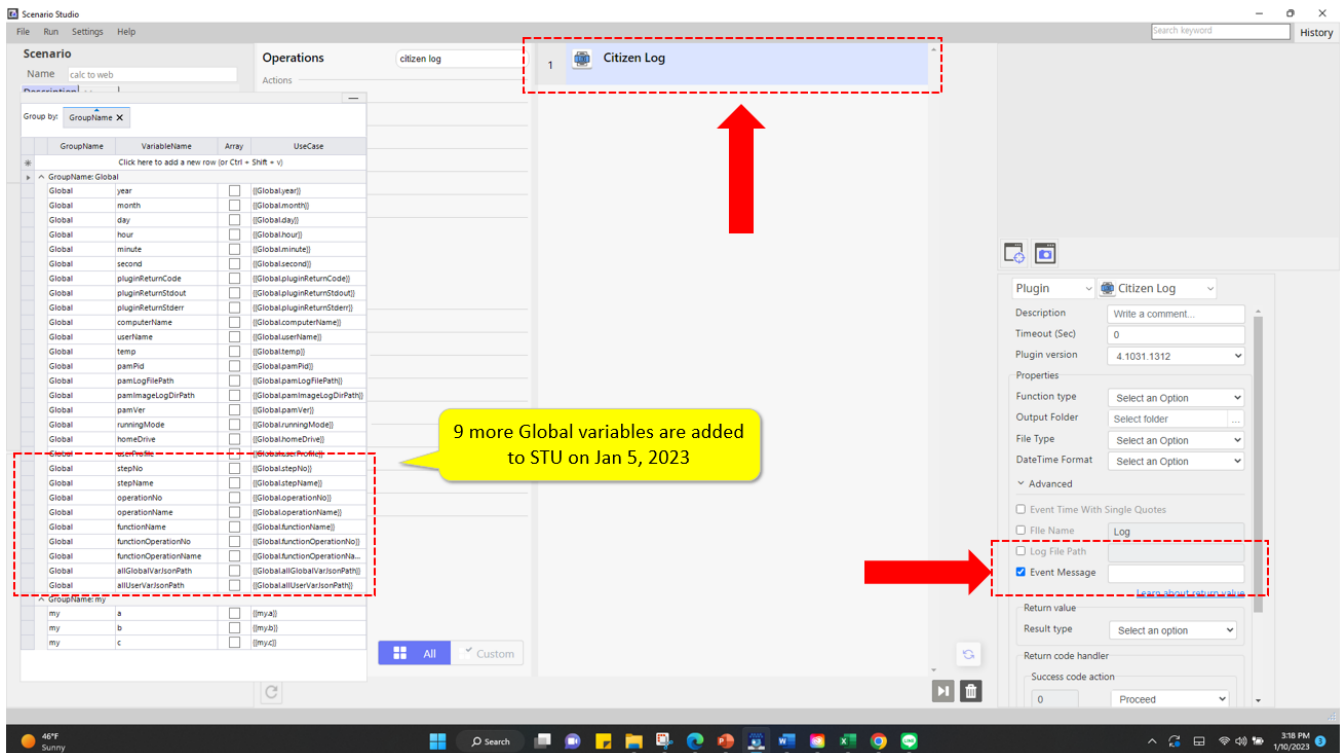 Scenario Studio
File Run Settings Help
Search keyword
History
Scenario
Name calc to web
Description
Operations
citizen log
Actions
1 Citizen Log
Group by: GroupName X
GroupName VariableName Array UseCase
Click here to add a new row (or Ctrl + Shift + v)
GroupName: Global
Global year {{Global.year}}
Global month {{Global.month}}
Global day {{Global.day}}
Global hour {{Global.hour}}
Global minute {{Global.minute}}
Global second {{Global.second}}
Global pluginReturnCode {{Global.pluginReturnCode}}
Global pluginReturnStdout {{Global.pluginReturnStdout}}
Global pluginReturnStderr {{Global.pluginReturnStderr}}
Global computerName {{Global.computerName}}
Global userName {{Global.userName}}
Global temp {{Global.temp}}
Global pamPid {{Global.pamPid}}
Global pamLogFilePath {{Global.pamLogFilePath}}
Global pamImageLogDirPath {{Global.pamImageLogDirPath}}
Global pamVer {{Global.pamVer}}
Global runningMode {{Global.runningMode}}
Global homeDrive {{Global.homeDrive}}
Global userProfile {{Global.userProfile}}
Global stepNo {{Global.stepNo}}
Global stepName {{Global.stepName}}
Global operationNo {{Global.operationNo}}
Global operationName {{Global.operationName}}
Global functionName {{Global.functionName}}
Global functionOperationNo {{Global.functionOperationNo}}
Global functionOperationName {{Global.functionOperationNa...
Global allGlobalVarJsonPath {{Global.allGlobalVarJsonPath}}
Global allUserVarJsonPath {{Global.allUserVarJsonPath}}
GroupName: my
my a {{my.a}}
my b {{my.b}}
my c {{my.c}}
9 more Global variables are added
to STU on Jan 5, 2023
All Custom
Plugin Citizen Log
Description Write a comment...
Timeout (Sec) 0
Plugin version 4.1031.1312
Properties
Function type Select an Option
Output Folder Select folder ...
File Type Select an Option
DateTime Format Select an Option
Advanced
Event Time With Single Quotes
File Name Log
Log File Path
Event Message
Learn about return value
Return value
Result type Select an option
Return code handler
Success code action
0 Proceed
46°F
Sunny
Search
3:18 PM
1/10/2023
3